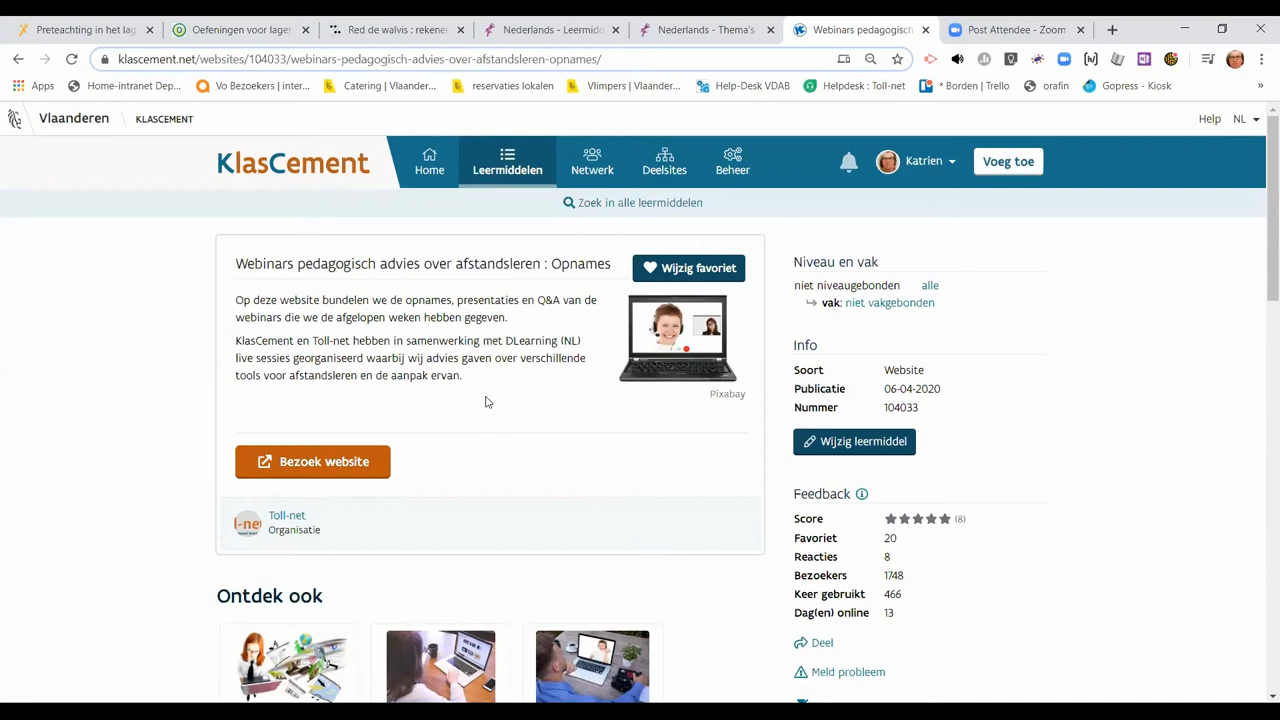 Preteaching in het lag
Oefeningen voor lager
Red de walvis : rekene
Nederlands - Leermidd
Nederlands - Thema's
Webinars pedagogisch
Post Attendee - Zoom
klascement.net/websites/104033/webinars-pedagogisch-advies-over-afstandsleren-opnames/
Apps
Home-intranet Dep...
Vo Bezoekers | inter...
Catering | Vlaander...
reservaties lokalen
Vlimpers | Vlaander...
Help-Desk VDAB
Helpdesk : Toll-net
* Borden | Trello
orafin
Gopress - Kiosk
»
Vlaanderen
KLASCEMENT
Help
NL
KlasCement
Home
Leermiddelen
Netwerk
Deelsites
Beheer
Katrien
Voeg toe
Zoek in alle leermiddelen
Webinars pedagogisch advies over afstandsleren : Opnames
Wijzig favoriet
Op deze website bundelen we de opnames, presentaties en Q&A van de
webinars die we de afgelopen weken hebben gegeven.
KlasCement en Toll-net hebben in samenwerking met DLearning (NL)
live sessies georganiseerd waarbij wij advies gaven over verschillende
tools voor afstandsleren en de aanpak ervan.
Pixabay
Bezoek website
l-ne
Toll-net
Organisatie
Ontdek ook
Niveau en vak
niet niveaugebonden alle
vak: niet vakgebonden
Info
Soort Website
Publicatie 06-04-2020
Nummer 104033
Wijzig leermiddel
Feedback
Score (8)
Favoriet 20
Reacties 8
Bezoekers 1748
Keer gebruikt 466
Dag(en) online 13
Deel
Meld probleem